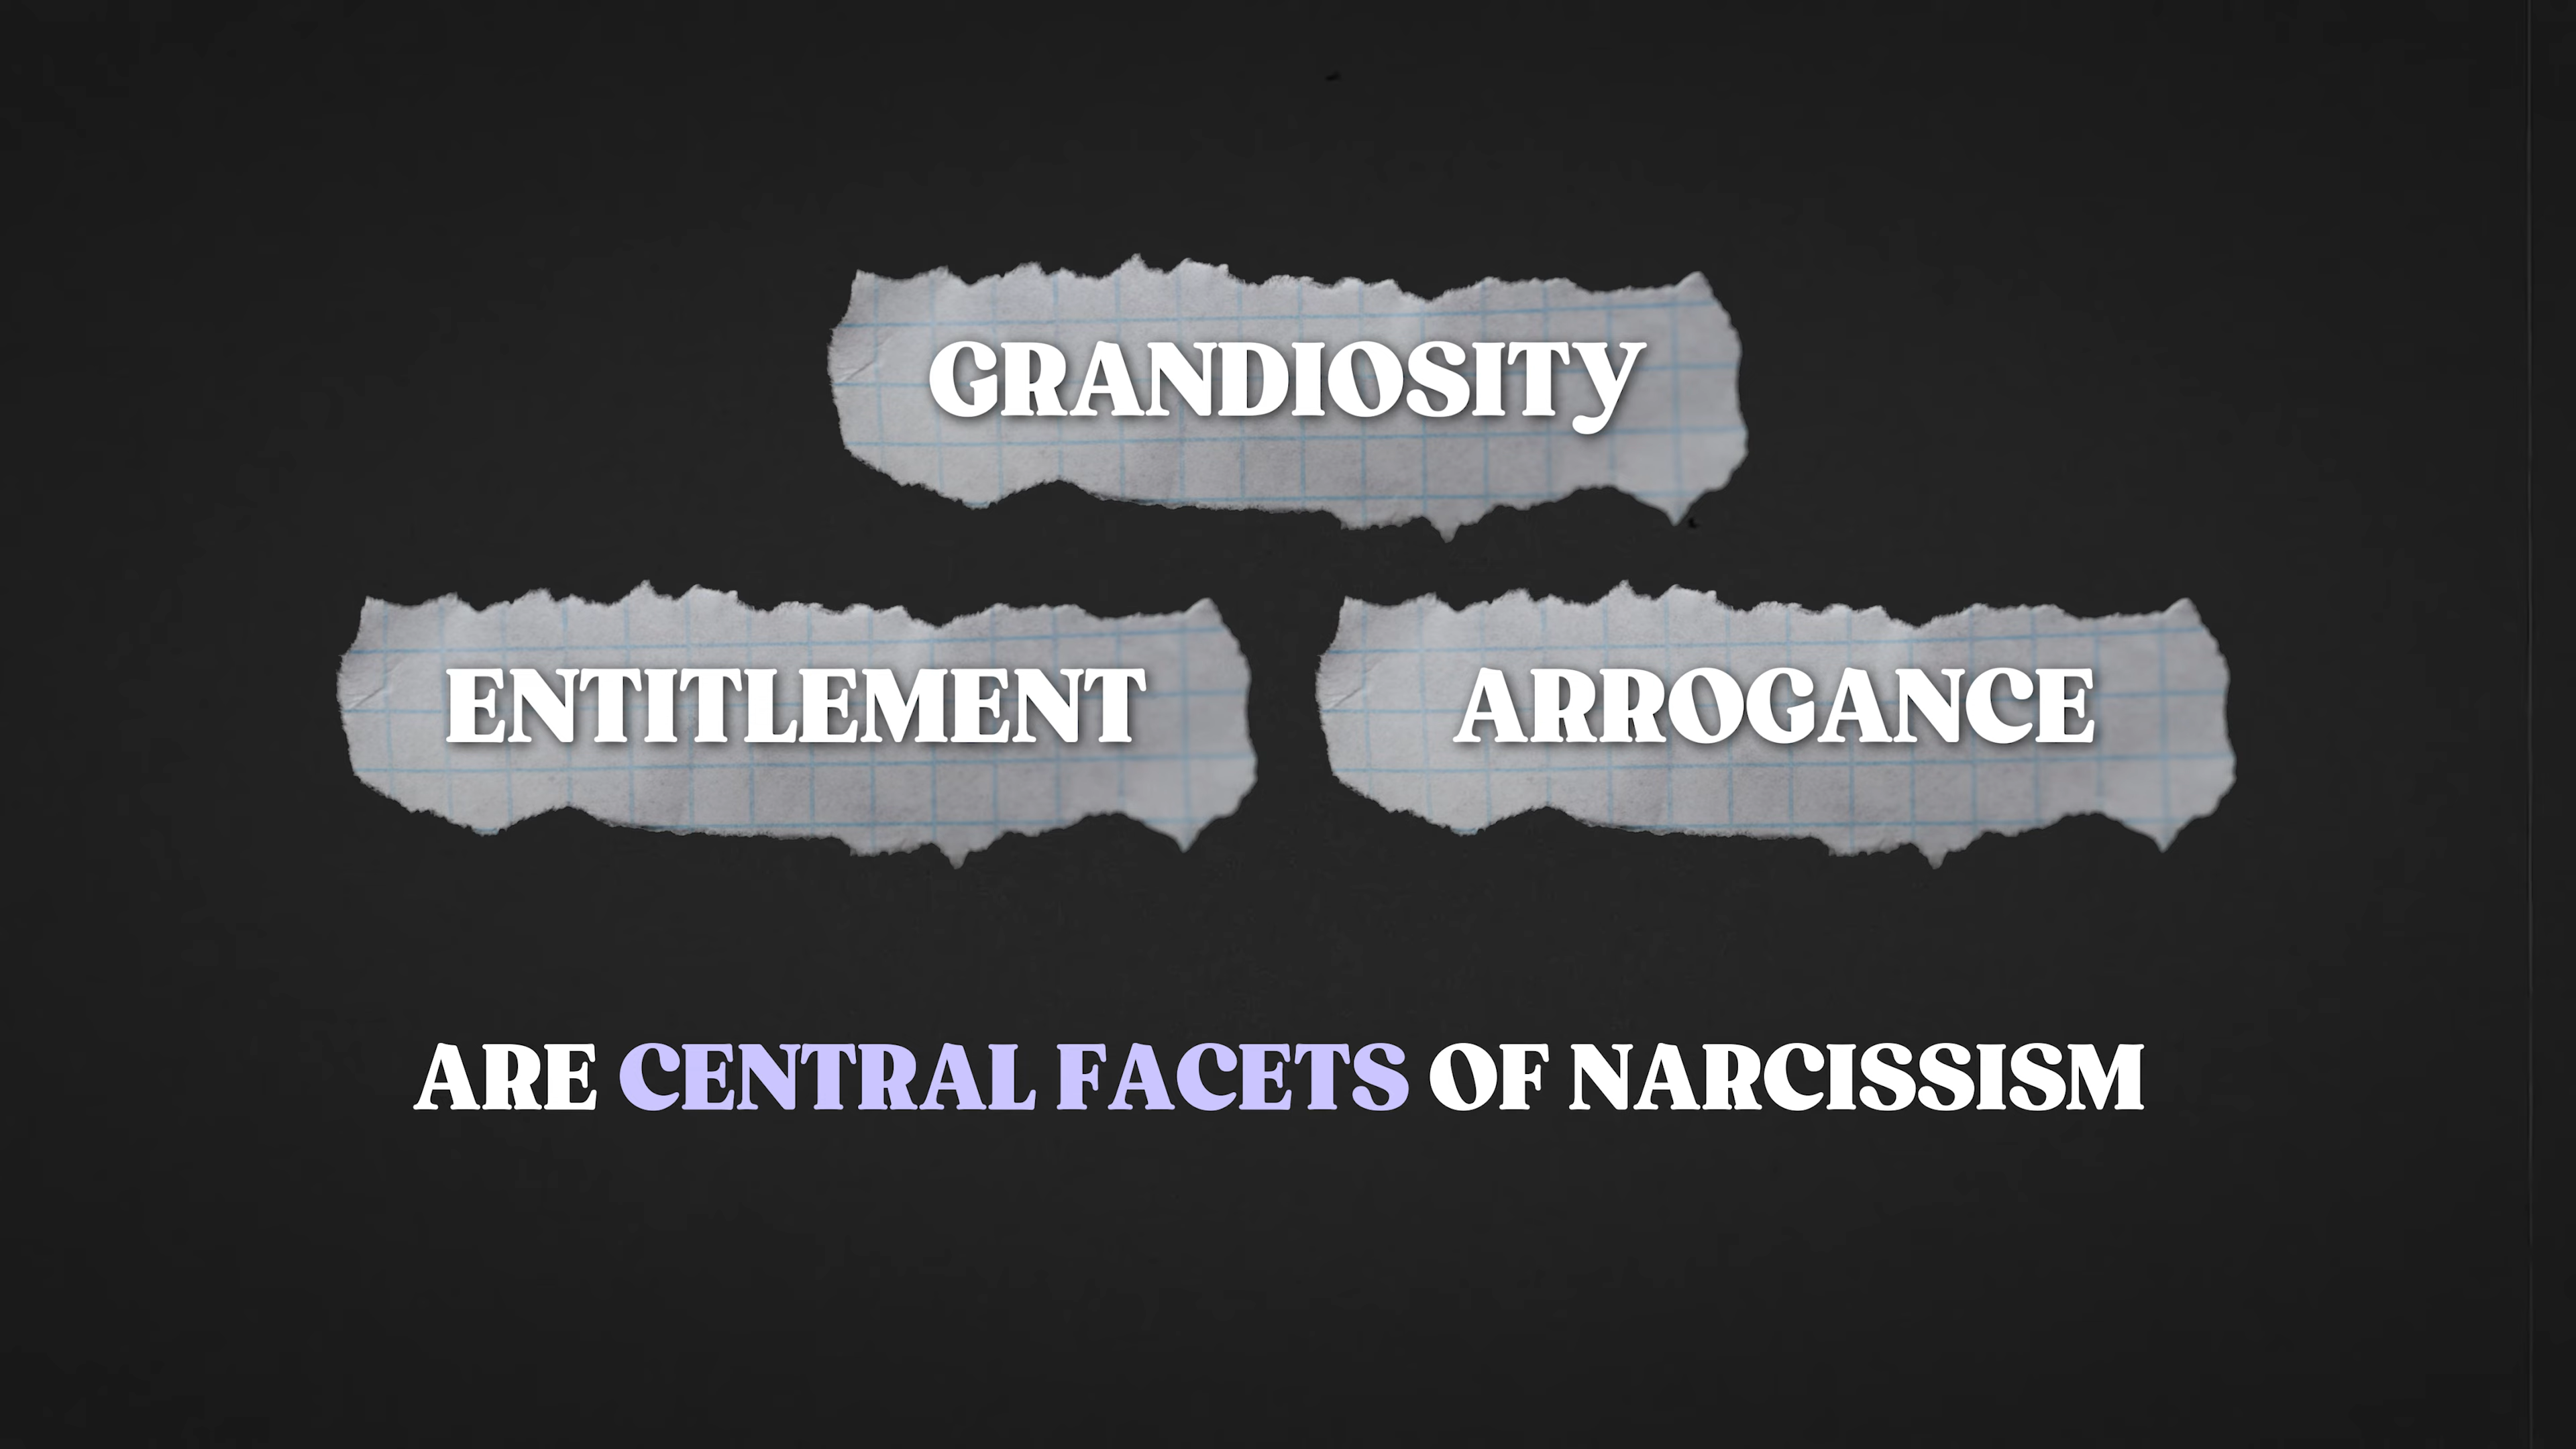 GRANDIOSITY
ENTITLEMENT
ARROGANCE
ARE CENTRAL FACETS OF NARCISSISM